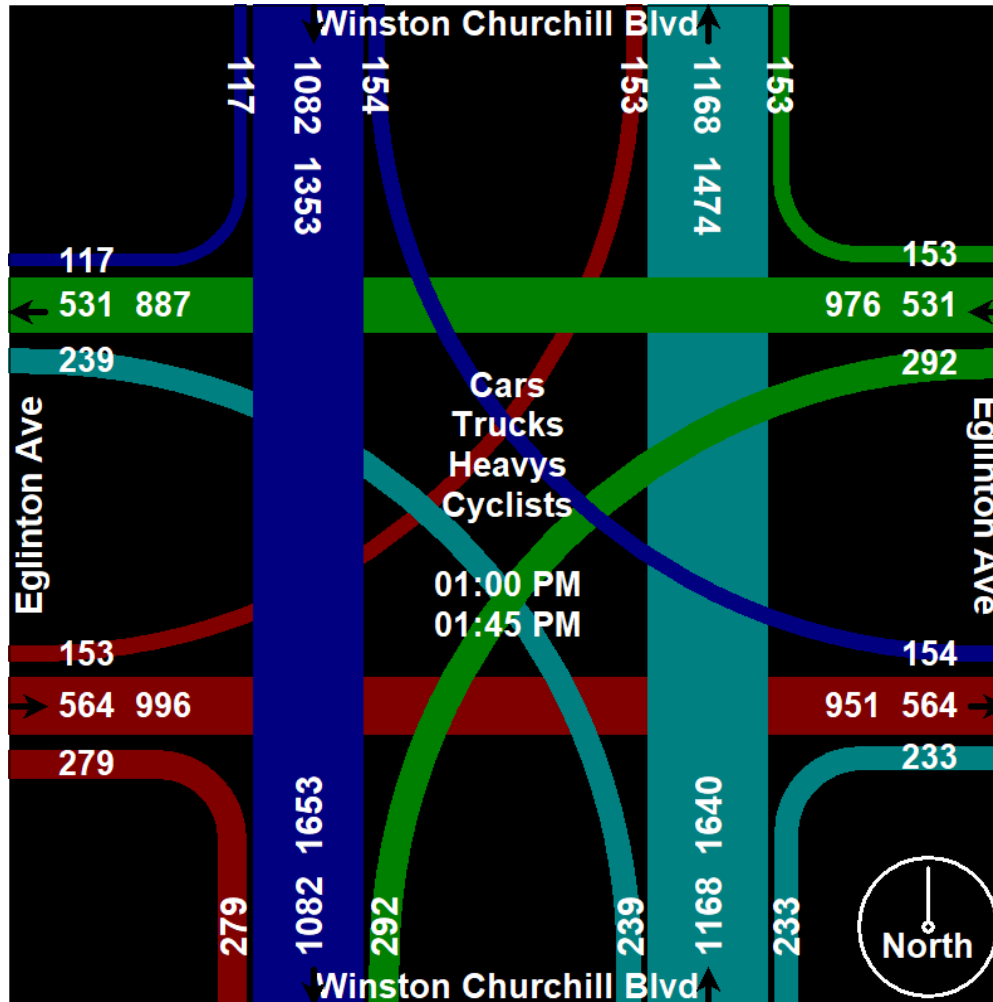 Winston Churchill Blvd
117
1082 1353
154
153
1168 1474
153
117
531 887
239
153
976 531
292
Cars
Trucks
Heavys
Cyclists
Eglinton Ave
Eglinton Ave
01:00 PM
01:45 PM
153
564 996
279
154
951 564
233
279
1082 1653
292
239
1168 1640
233
North
Winston Churchill Blvd